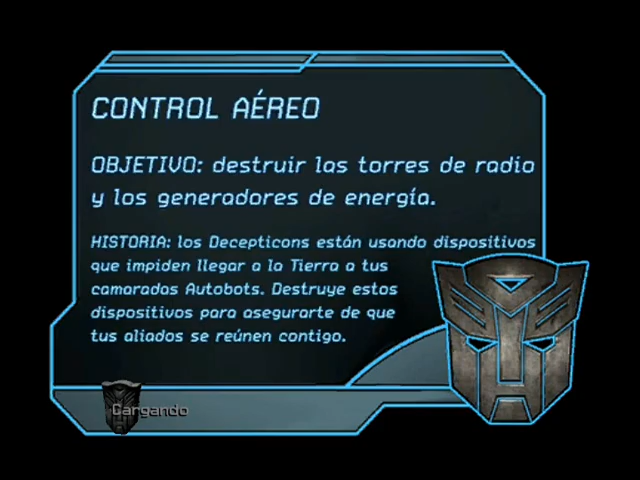 CONTROL AÉREO
OBJETIVO: destruir las torres de radio
y los generadores de energía.
HISTORIA: los Decepticons están usando dispositivos
que impiden llegar a la Tierra a tus
camaradas Autobots. Destruye estos
dispositivos para asegurarte de que
tus aliados se reúnen contigo.
Cargando